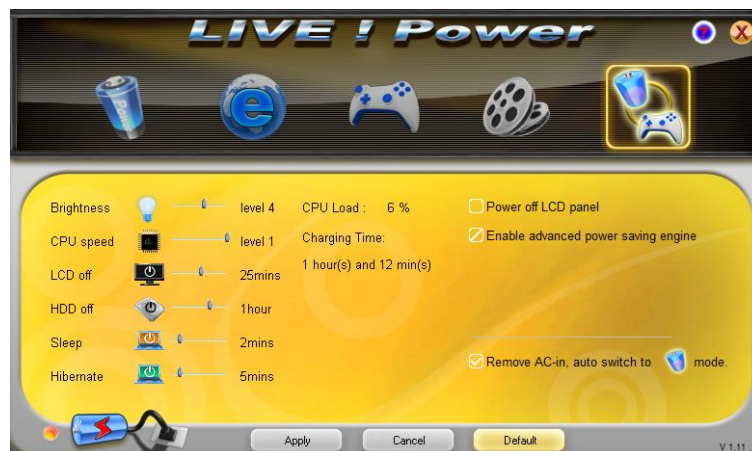 LIVE ! Power
Power
Brightness level 4
CPU speed level 1
LCD off 25mins
HDD off 1hour
Sleep 2mins
Hibernate 5mins
CPU Load : 6 %
Charging Time:
1 hour(s) and 12 min(s)
Power off LCD panel
Enable advanced power saving engine
Remove AC-in, auto switch to mode.
Apply Cancel Default
V 1.11